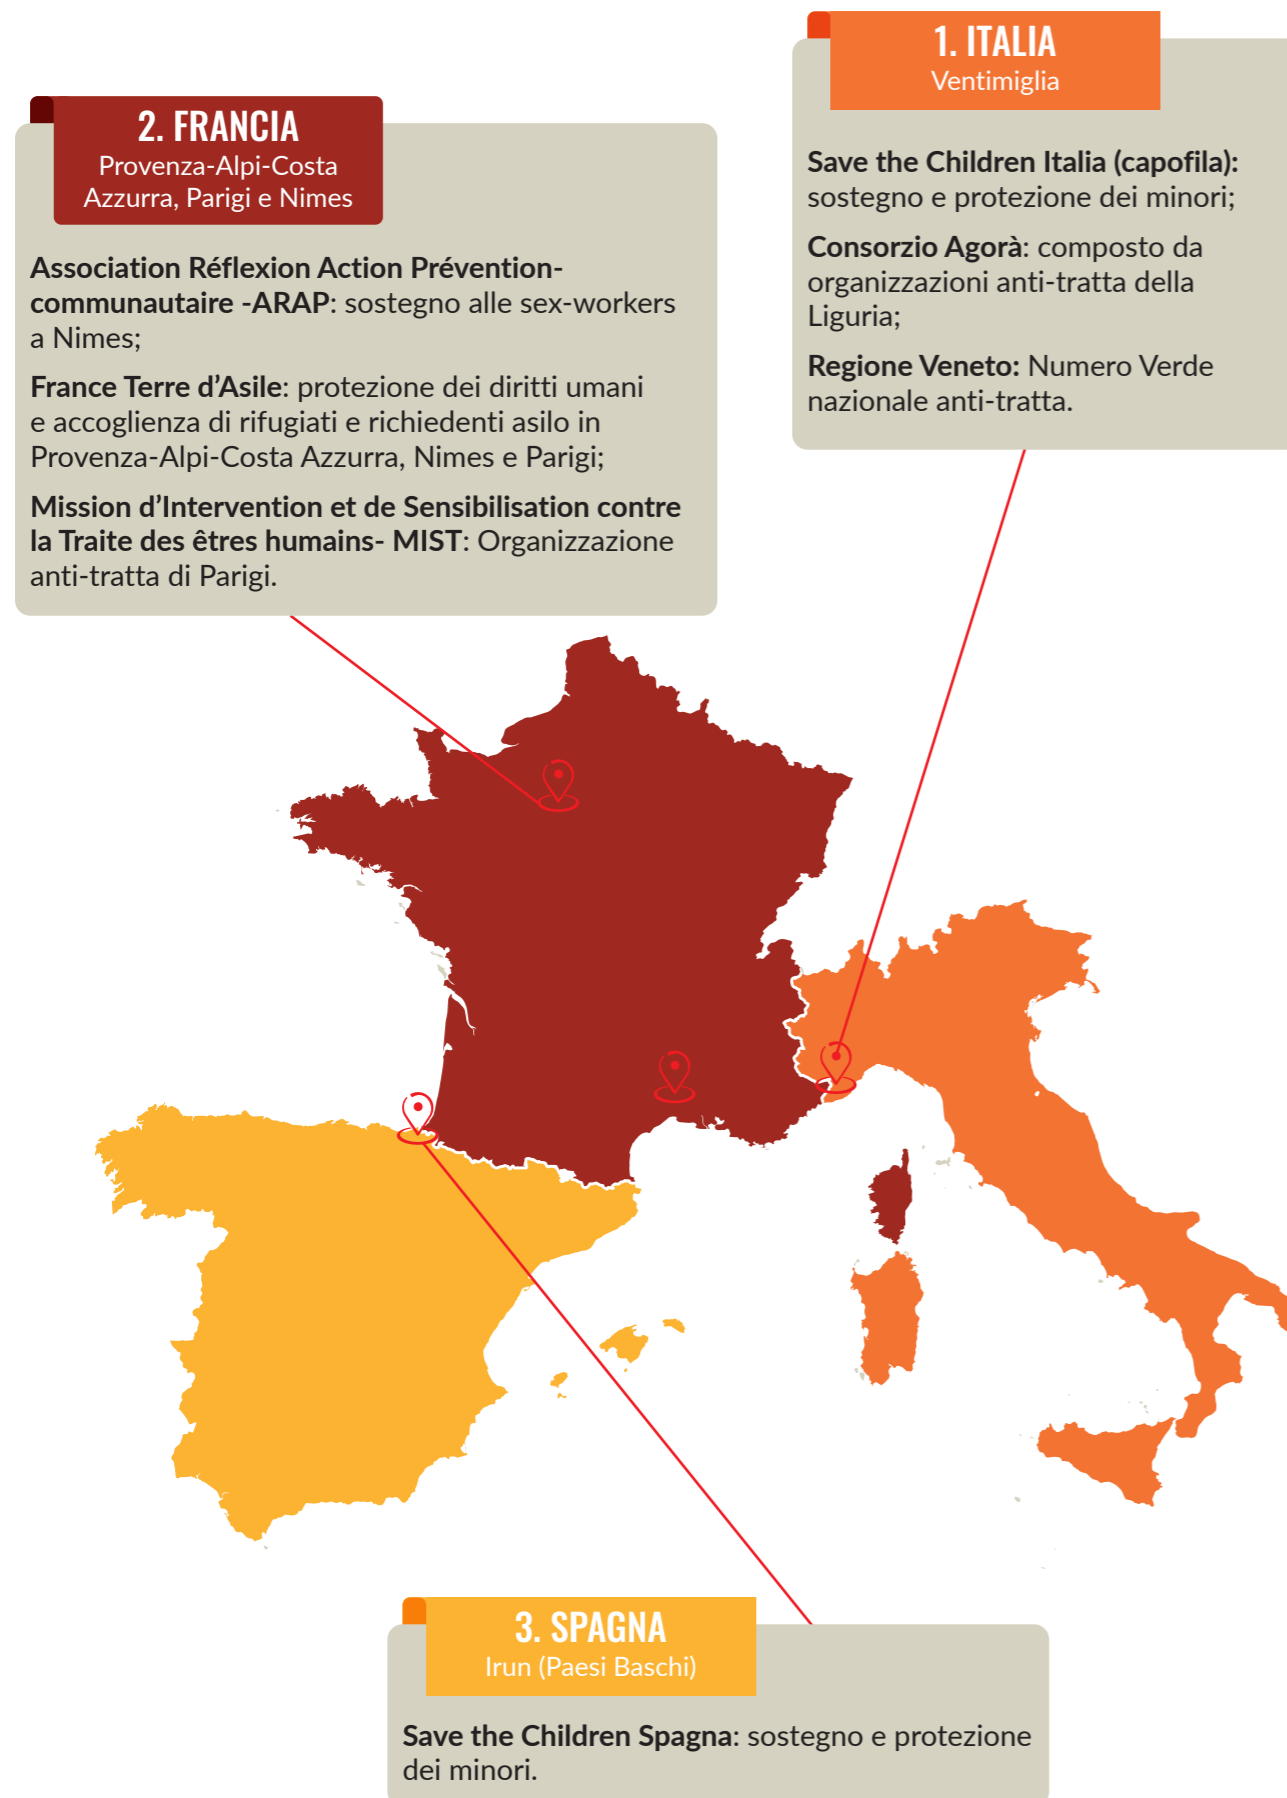 1. ITALIA
Ventimiglia
Save the Children Italia (capofila):
sostegno e protezione dei minori;
Consorzio Agorà: composto da
organizzazioni anti-tratta della
Liguria;
Regione Veneto: Numero Verde
nazionale anti-tratta.
2. FRANCIA
Provenza-Alpi-Costa
Azzurra, Parigi e Nimes
Association Réflexion Action Prévention-
communautaire -ARAP: sostegno alle sex-workers
a Nimes;
France Terre d’Asile: protezione dei diritti umani
e accoglienza di rifugiati e richiedenti asilo in
Provenza-Alpi-Costa Azzurra, Nimes e Parigi;
Mission d’Intervention et de Sensibilisation contre
la Traite des êtres humains- MIST: Organizzazione
anti-tratta di Parigi.
3. SPAGNA
Irun (Paesi Baschi)
Save the Children Spagna: sostegno e protezione
dei minori.